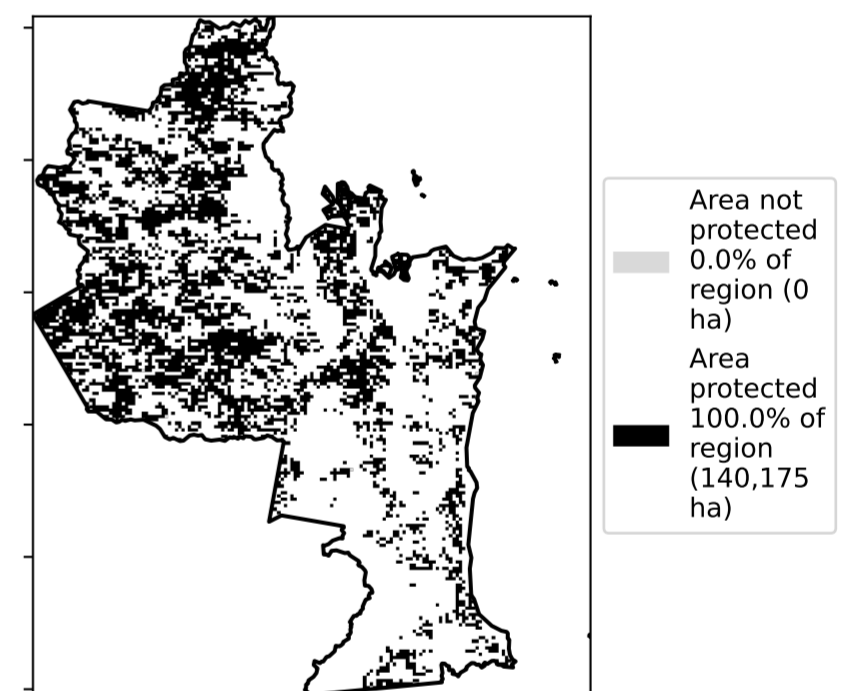 Area not
protected
0.0% of
region (0
ha)
Area
protected
100.0% of
region
(140,175
ha)